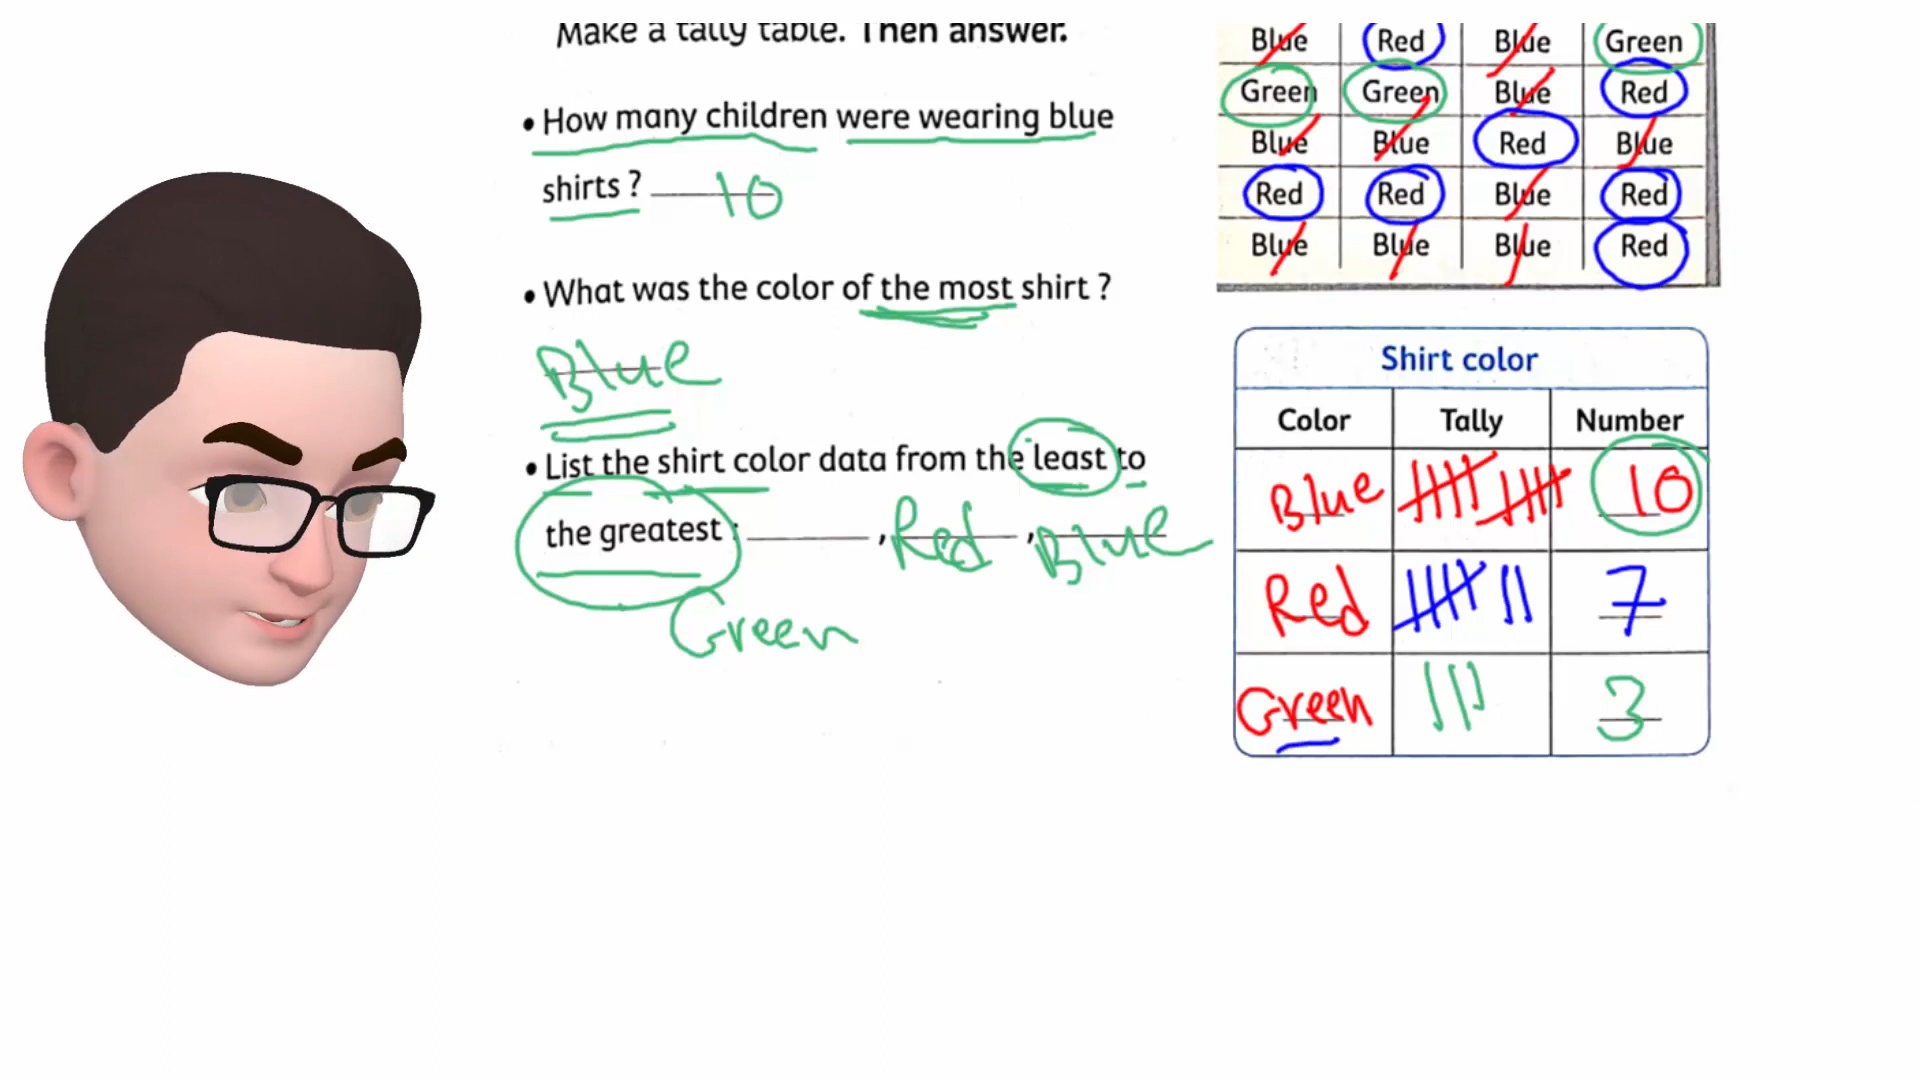 Make a tally table. Then answer.
• How many children were wearing blue
shirts ? 10
• What was the color of the most shirt ?
Blue
• List the shirt color data from the least to
the greatest : , Red , Blue
Green
Blue Red Blue Green
Green Green Blue Red
Blue Blue Red Blue
Red Red Blue Red
Blue Blue Blue Red
Shirt color
Color Tally Number
Blue 10
Red 7
Green 3